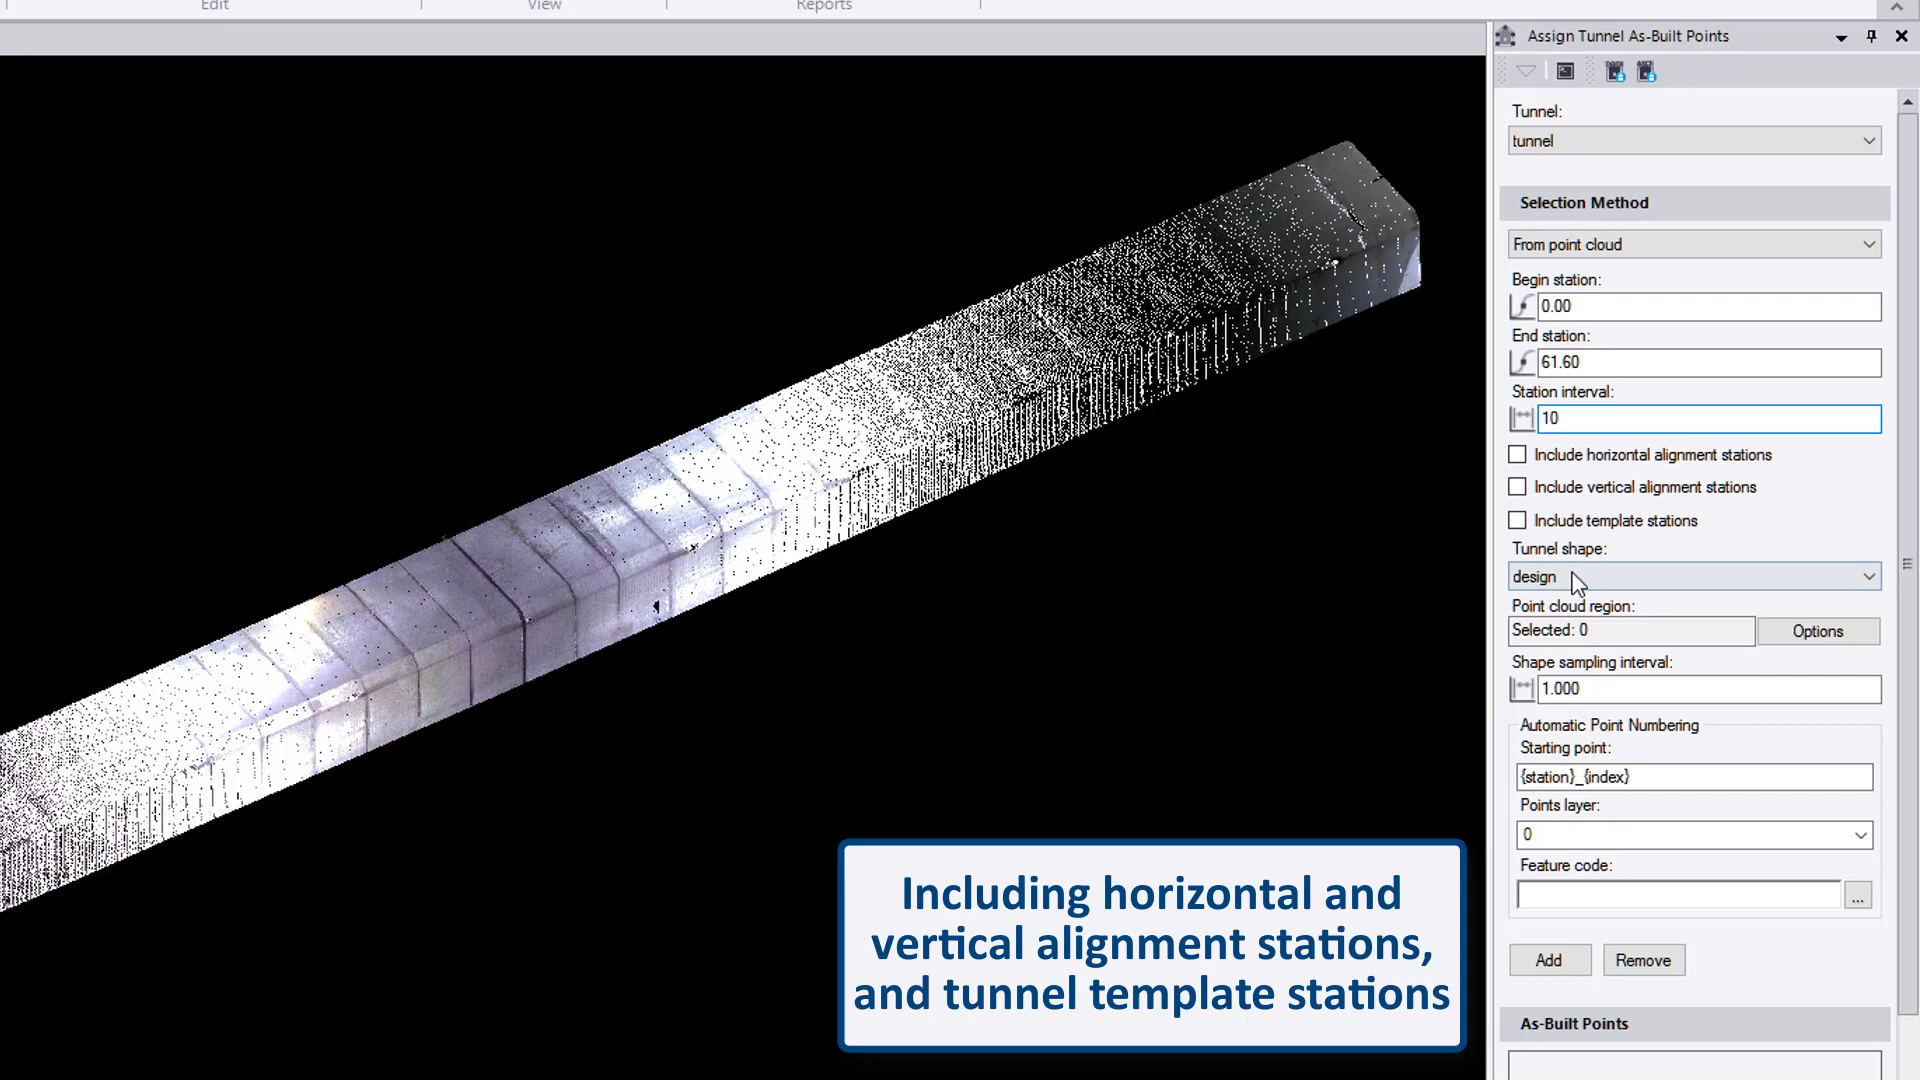 Edit
View
Reports
Assign Tunnel As-Built Points
Tunnel:
tunnel
Selection Method
From point cloud
Begin station:
0.00
End station:
61.60
Station interval:
10
Include horizontal alignment stations
Include vertical alignment stations
Include template stations
Tunnel shape:
design
Point cloud region:
Selected: 0
Options
Shape sampling interval:
1.000
Automatic Point Numbering
Starting point:
{station}_{index}
Points layer:
0
Feature code:
...
Add
Remove
As-Built Points
Including horizontal and
vertical alignment stations,
and tunnel template stations